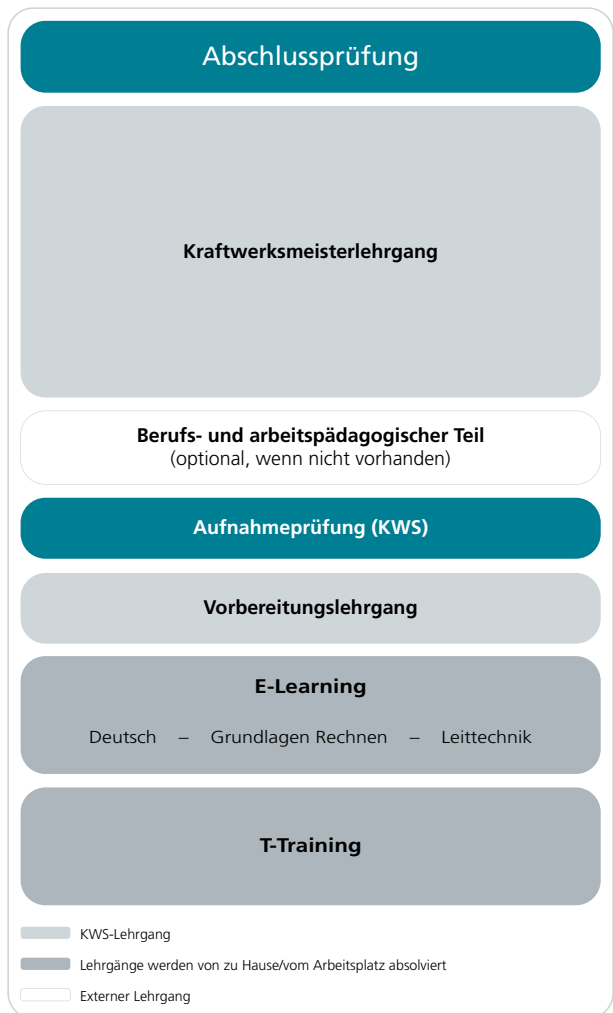 Abschlussprüfung
Kraftwerksmeisterlehrgang
Berufs- und arbeitspädagogischer Teil
(optional, wenn nicht vorhanden)
Aufnahmeprüfung (KWS)
Vorbereitungslehrgang
E-Learning
Deutsch – Grundlagen Rechnen – Leittechnik
T-Training
KWS-Lehrgang
Lehrgänge werden von zu Hause/vom Arbeitsplatz absolviert
Externer Lehrgang